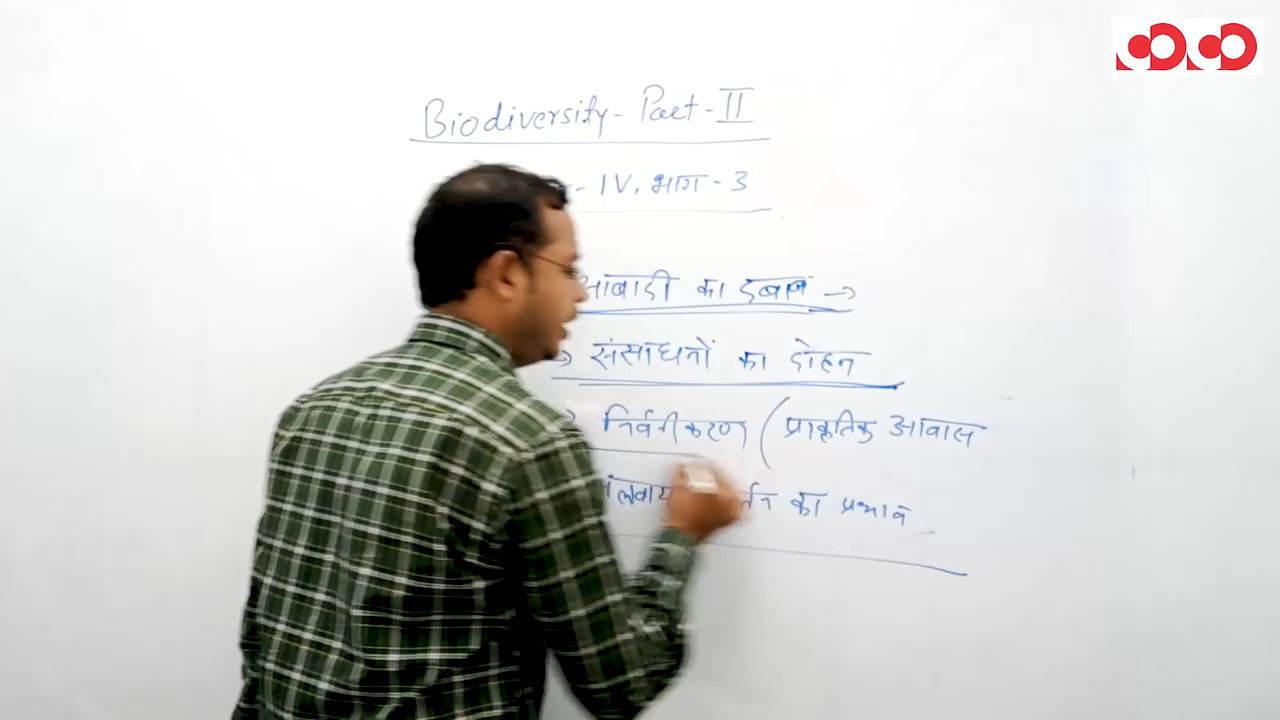 Biodiversity - Part - II
- IV. भाग - 3
आबादी का दबाव →
→ संसाधनों का दोहन
निर्वनीकरण ( प्राकृतिक आवास
का प्रभाव